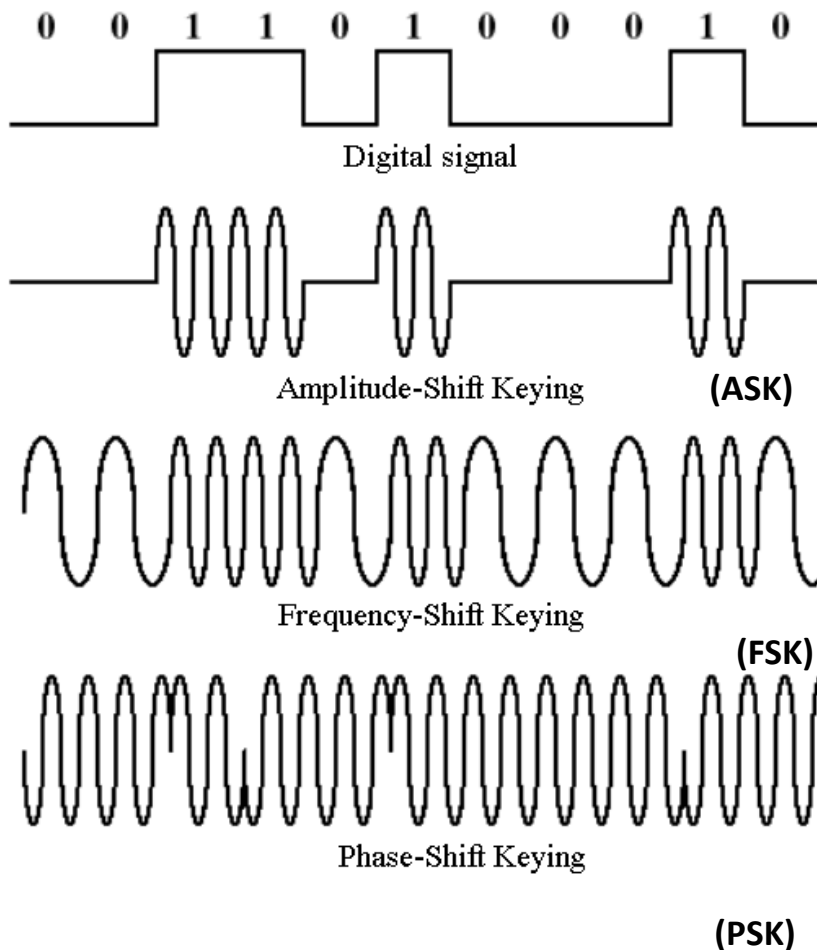 0 0 1 1 0 1 0 0 0 1 0
Digital signal
Amplitude-Shift Keying (ASK)
Frequency-Shift Keying
(FSK)
Phase-Shift Keying
(PSK)